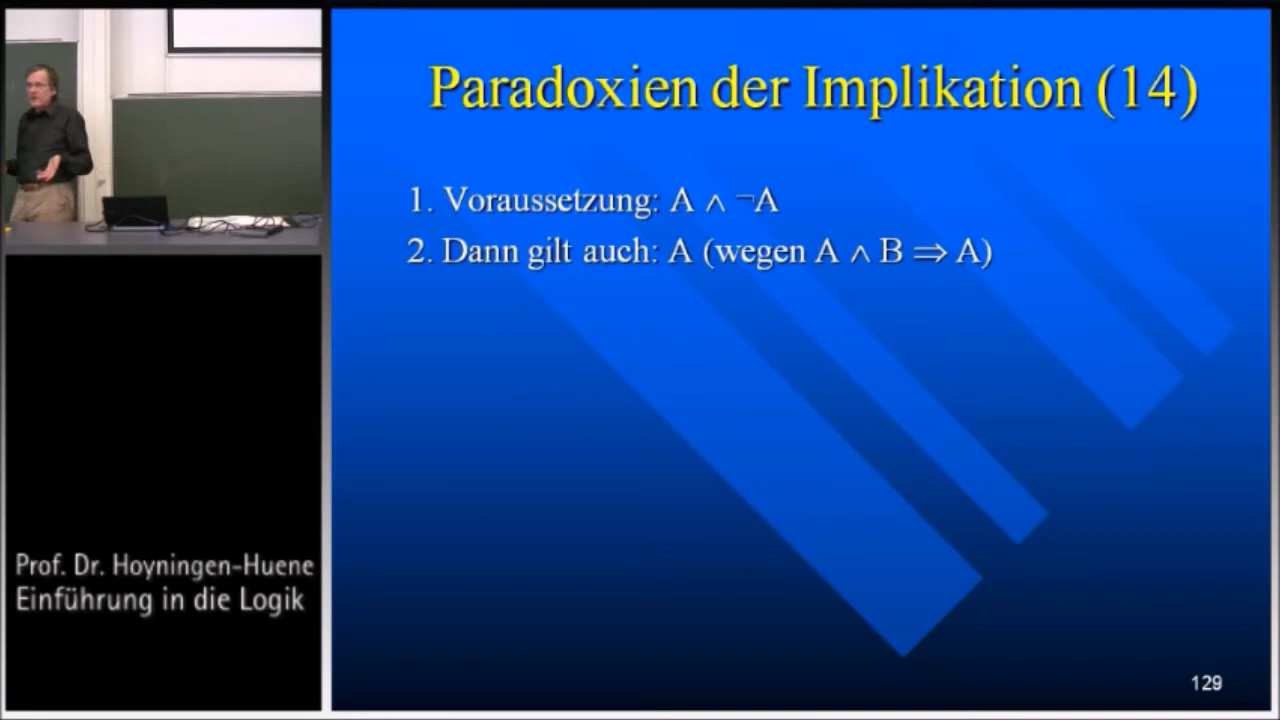 Paradoxien der Implikation (14)
1. Voraussetzung: A ∧ ¬A
2. Dann gilt auch: A (wegen A ∧ B ⇒ A)
Prof. Dr. Hoyningen-Huene
Einführung in die Logik
129